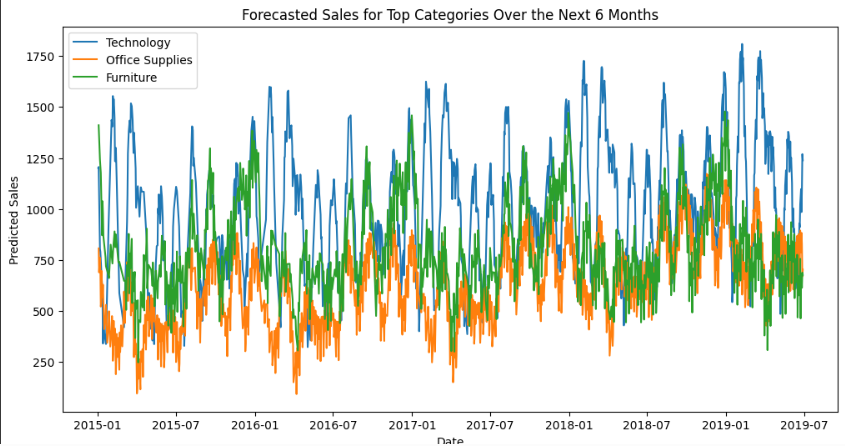 Forecasted Sales for Top Categories Over the Next 6 Months
Technology
Office Supplies
Furniture
Predicted Sales
1750
1500
1250
1000
750
500
250
2015-01 2015-07 2016-01 2016-07 2017-01 2017-07 2018-01 2018-07 2019-01 2019-07
Date